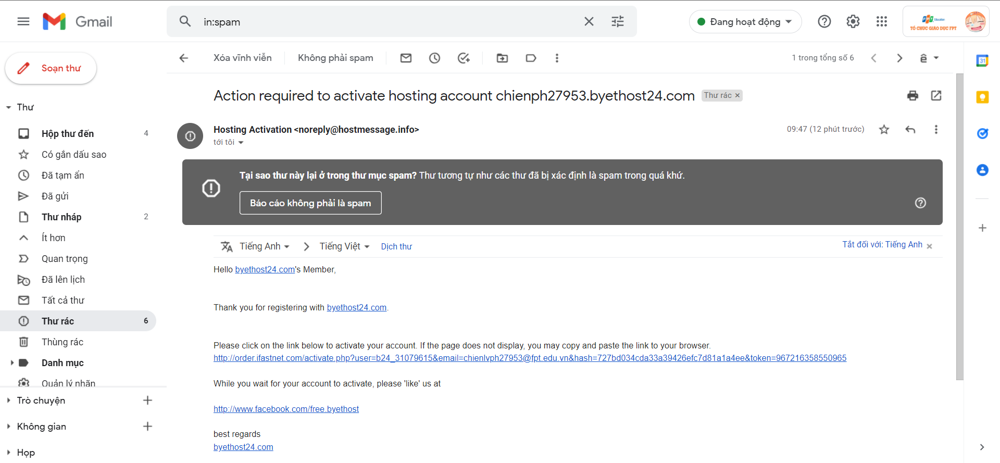 Gmail
in:spam
Đang hoạt động
FPT Education
TỔ CHỨC GIÁO DỤC FPT
Soạn thư
Xóa vĩnh viễn
Không phải spam
1 trong tổng số 6
ê
31
Thư
Hộp thư đến 4
Có gắn dấu sao
Đã tạm ẩn
Đã gửi
Thư nháp 2
Ít hơn
Quan trọng
Đã lên lịch
Tất cả thư
Thư rác 6
Thùng rác
Danh mục
Quản lý nhãn
Trò chuyện
Không gian
Họp
Action required to activate hosting account chienph27953.byethost24.com Thư rác ×
Hosting Activation <noreply@hostmessage.info>
09:47 (12 phút trước)
tới tôi
Tại sao thư này lại ở trong thư mục spam? Thư tương tự như các thư đã bị xác định là spam trong quá khứ.
Báo cáo không phải là spam
Tiếng Anh > Tiếng Việt Dịch thư
Tắt đối với: Tiếng Anh ×
Hello byethost24.com's Member,
Thank you for registering with byethost24.com.
Please click on the link below to activate your account. If the page does not display, you may copy and paste the link to your browser.
http://order.ifastnet.com/activate.php?user=b24_31079615&email=chienlvph27953@fpt.edu.vn&hash=727bd034cda33a39426efc7d81a1a4ee&token=967216358550965
While you wait for your account to activate, please 'like' us at
http://www.facebook.com/free.byethost
best regards
byethost24.com